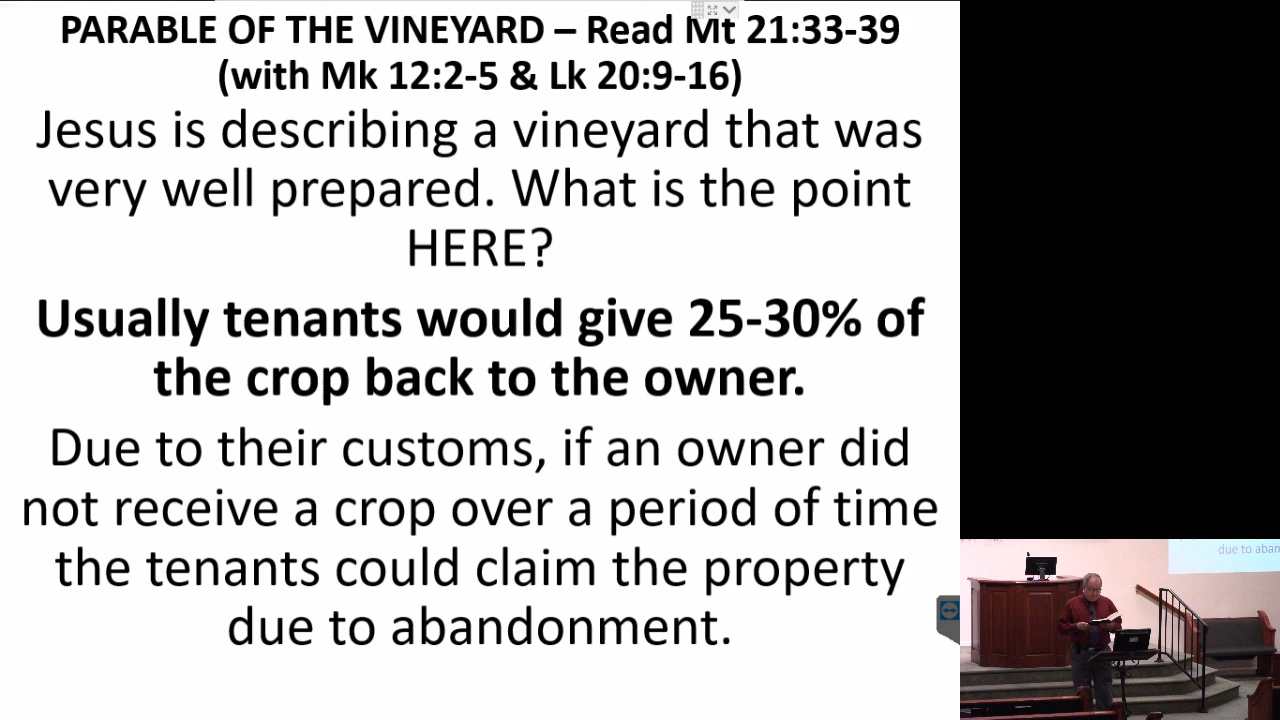 PARABLE OF THE VINEYARD – Read Mt 21:33-39
(with Mk 12:2-5 & Lk 20:9-16)
Jesus is describing a vineyard that was
very well prepared. What is the point
HERE?
Usually tenants would give 25-30% of
the crop back to the owner.
Due to their customs, if an owner did
not receive a crop over a period of time
the tenants could claim the property
due to abandonment.
due to aban